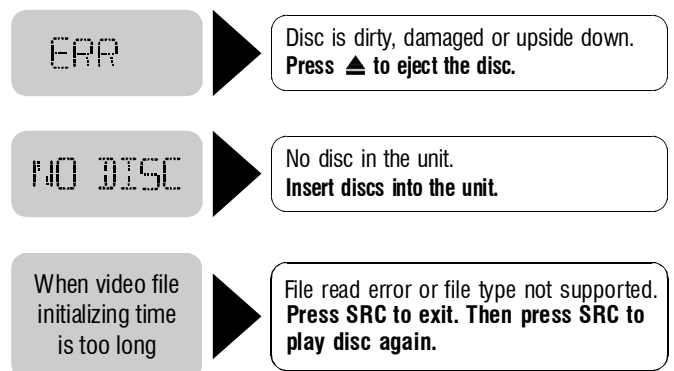 ERR
Disc is dirty, damaged or upside down.
Press ⏏ to eject the disc.
NO DISC
No disc in the unit.
Insert discs into the unit.
When video file
initializing time
is too long
File read error or file type not supported.
Press SRC to exit. Then press SRC to
play disc again.